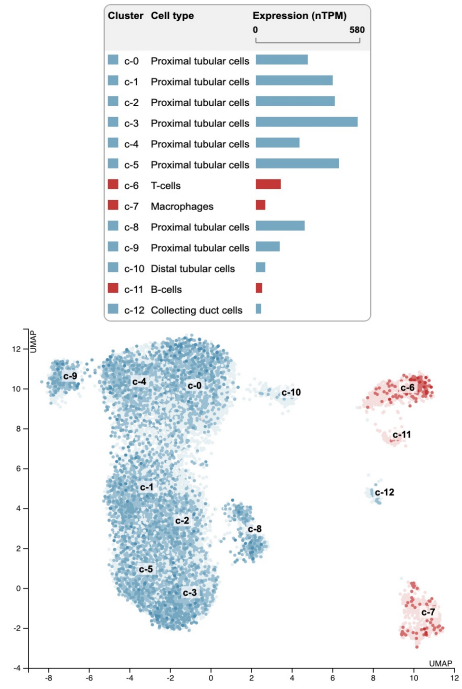 Cluster Cell type Expression (nTPM)
0 580
c-0 Proximal tubular cells
c-1 Proximal tubular cells
c-2 Proximal tubular cells
c-3 Proximal tubular cells
c-4 Proximal tubular cells
c-5 Proximal tubular cells
c-6 T-cells
c-7 Macrophages
c-8 Proximal tubular cells
c-9 Proximal tubular cells
c-10 Distal tubular cells
c-11 B-cells
c-12 Collecting duct cells
UMAP
12
10
8
6
4
2
0
-2
-4
c-9
c-4
c-0
c-10
c-6
c-11
c-1
c-12
c-2
c-8
c-5
c-3
c-7
UMAP
-8 -6 -4 -2 0 2 4 6 8 10 12